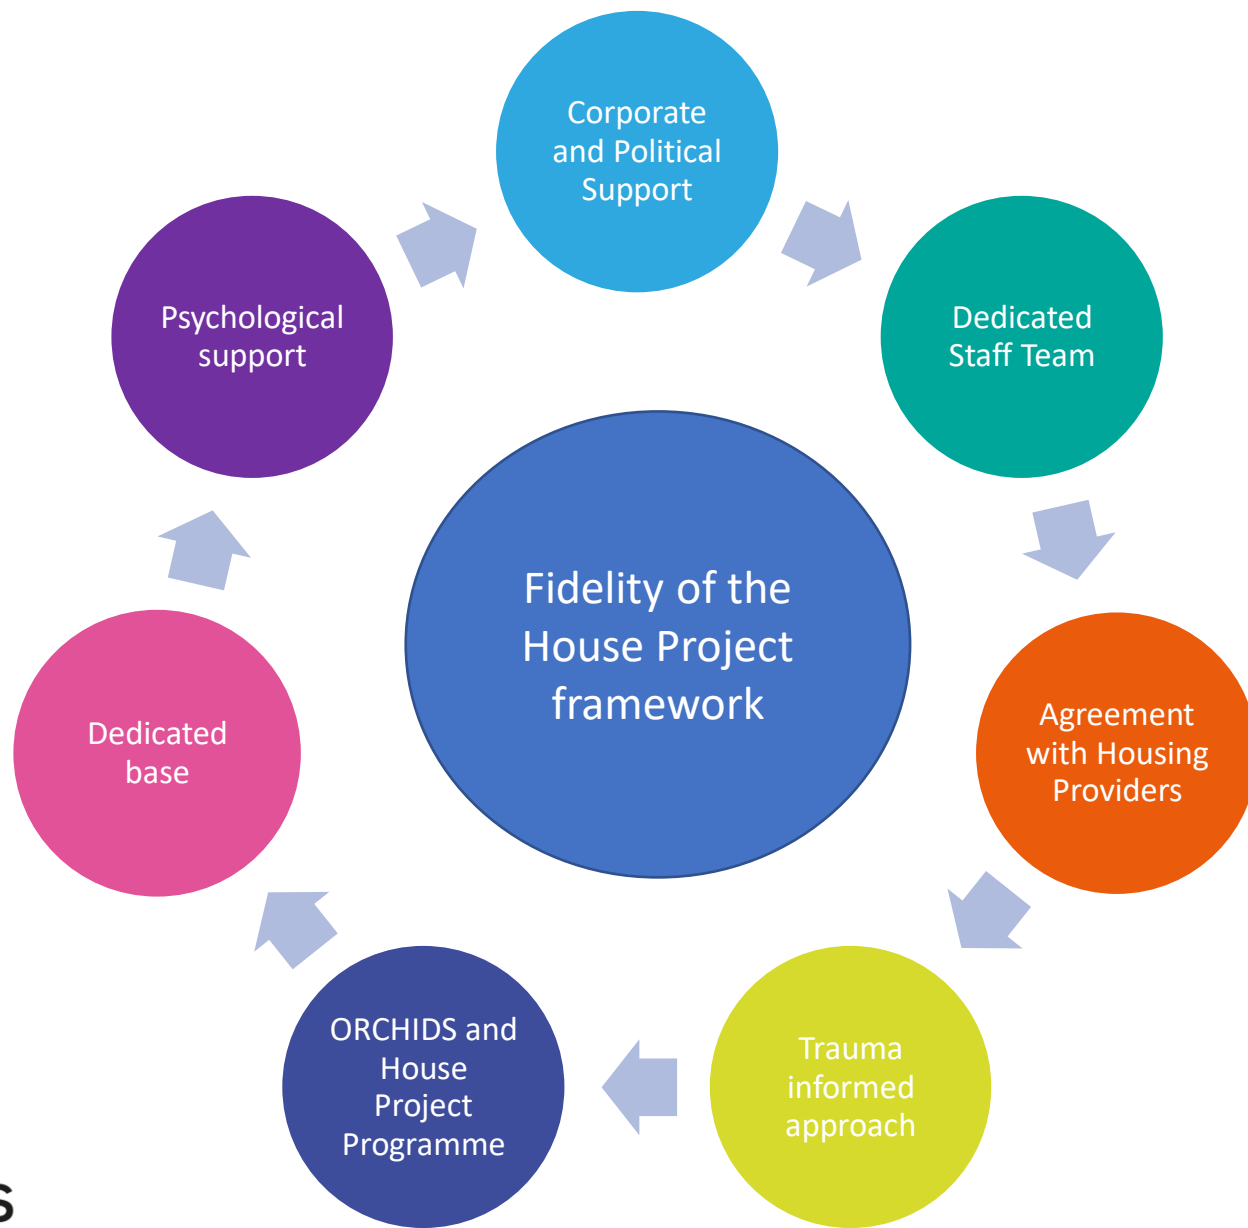 Corporate
and Political
Support
Psychological
support
Dedicated
Staff Team
Fidelity of the
House Project
framework
Dedicated
base
Agreement
with Housing
Providers
ORCHIDS and
House
Project
Programme
Trauma
informed
approach
s